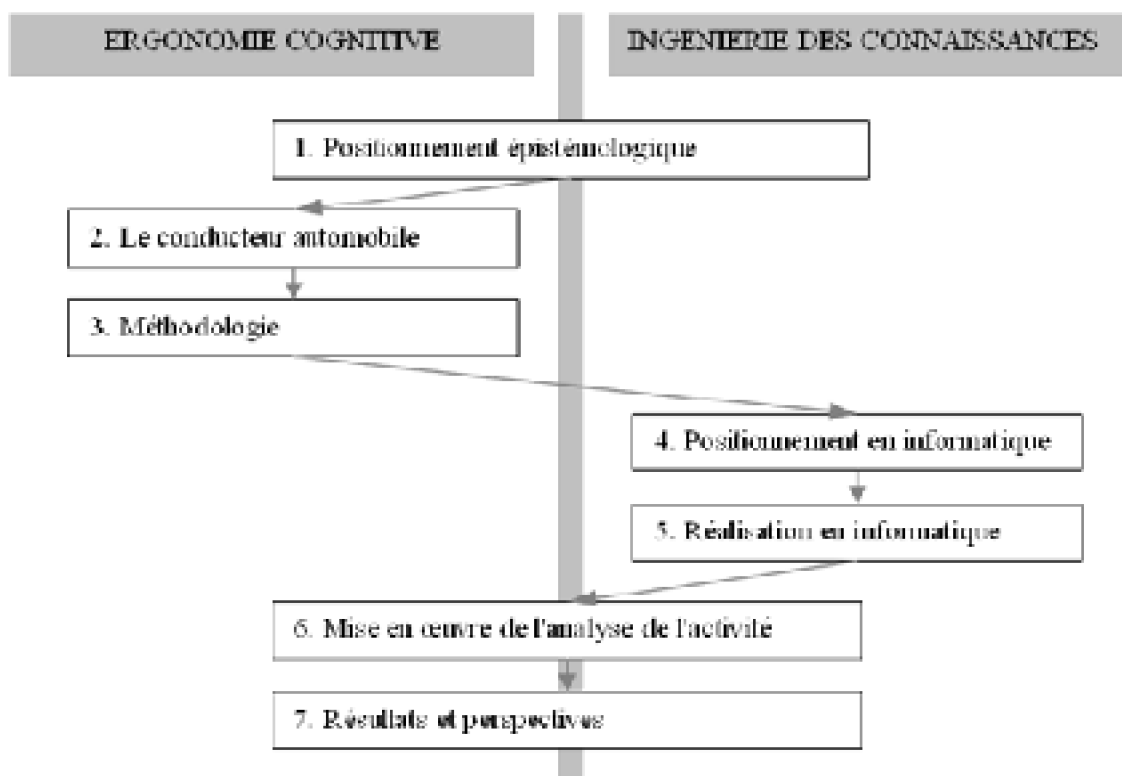 ERGONOMIE COGNITIVE
INGENIERIE DES CONNAISSANCES
1. Positionnement épistémologique
2. Le conducteur automobile
3. Méthodologie
4. Positionnement en informatique
5. Réalisation en informatique
6. Mise en œuvre de l'analyse de l'activité
7. Résultats et perspectives